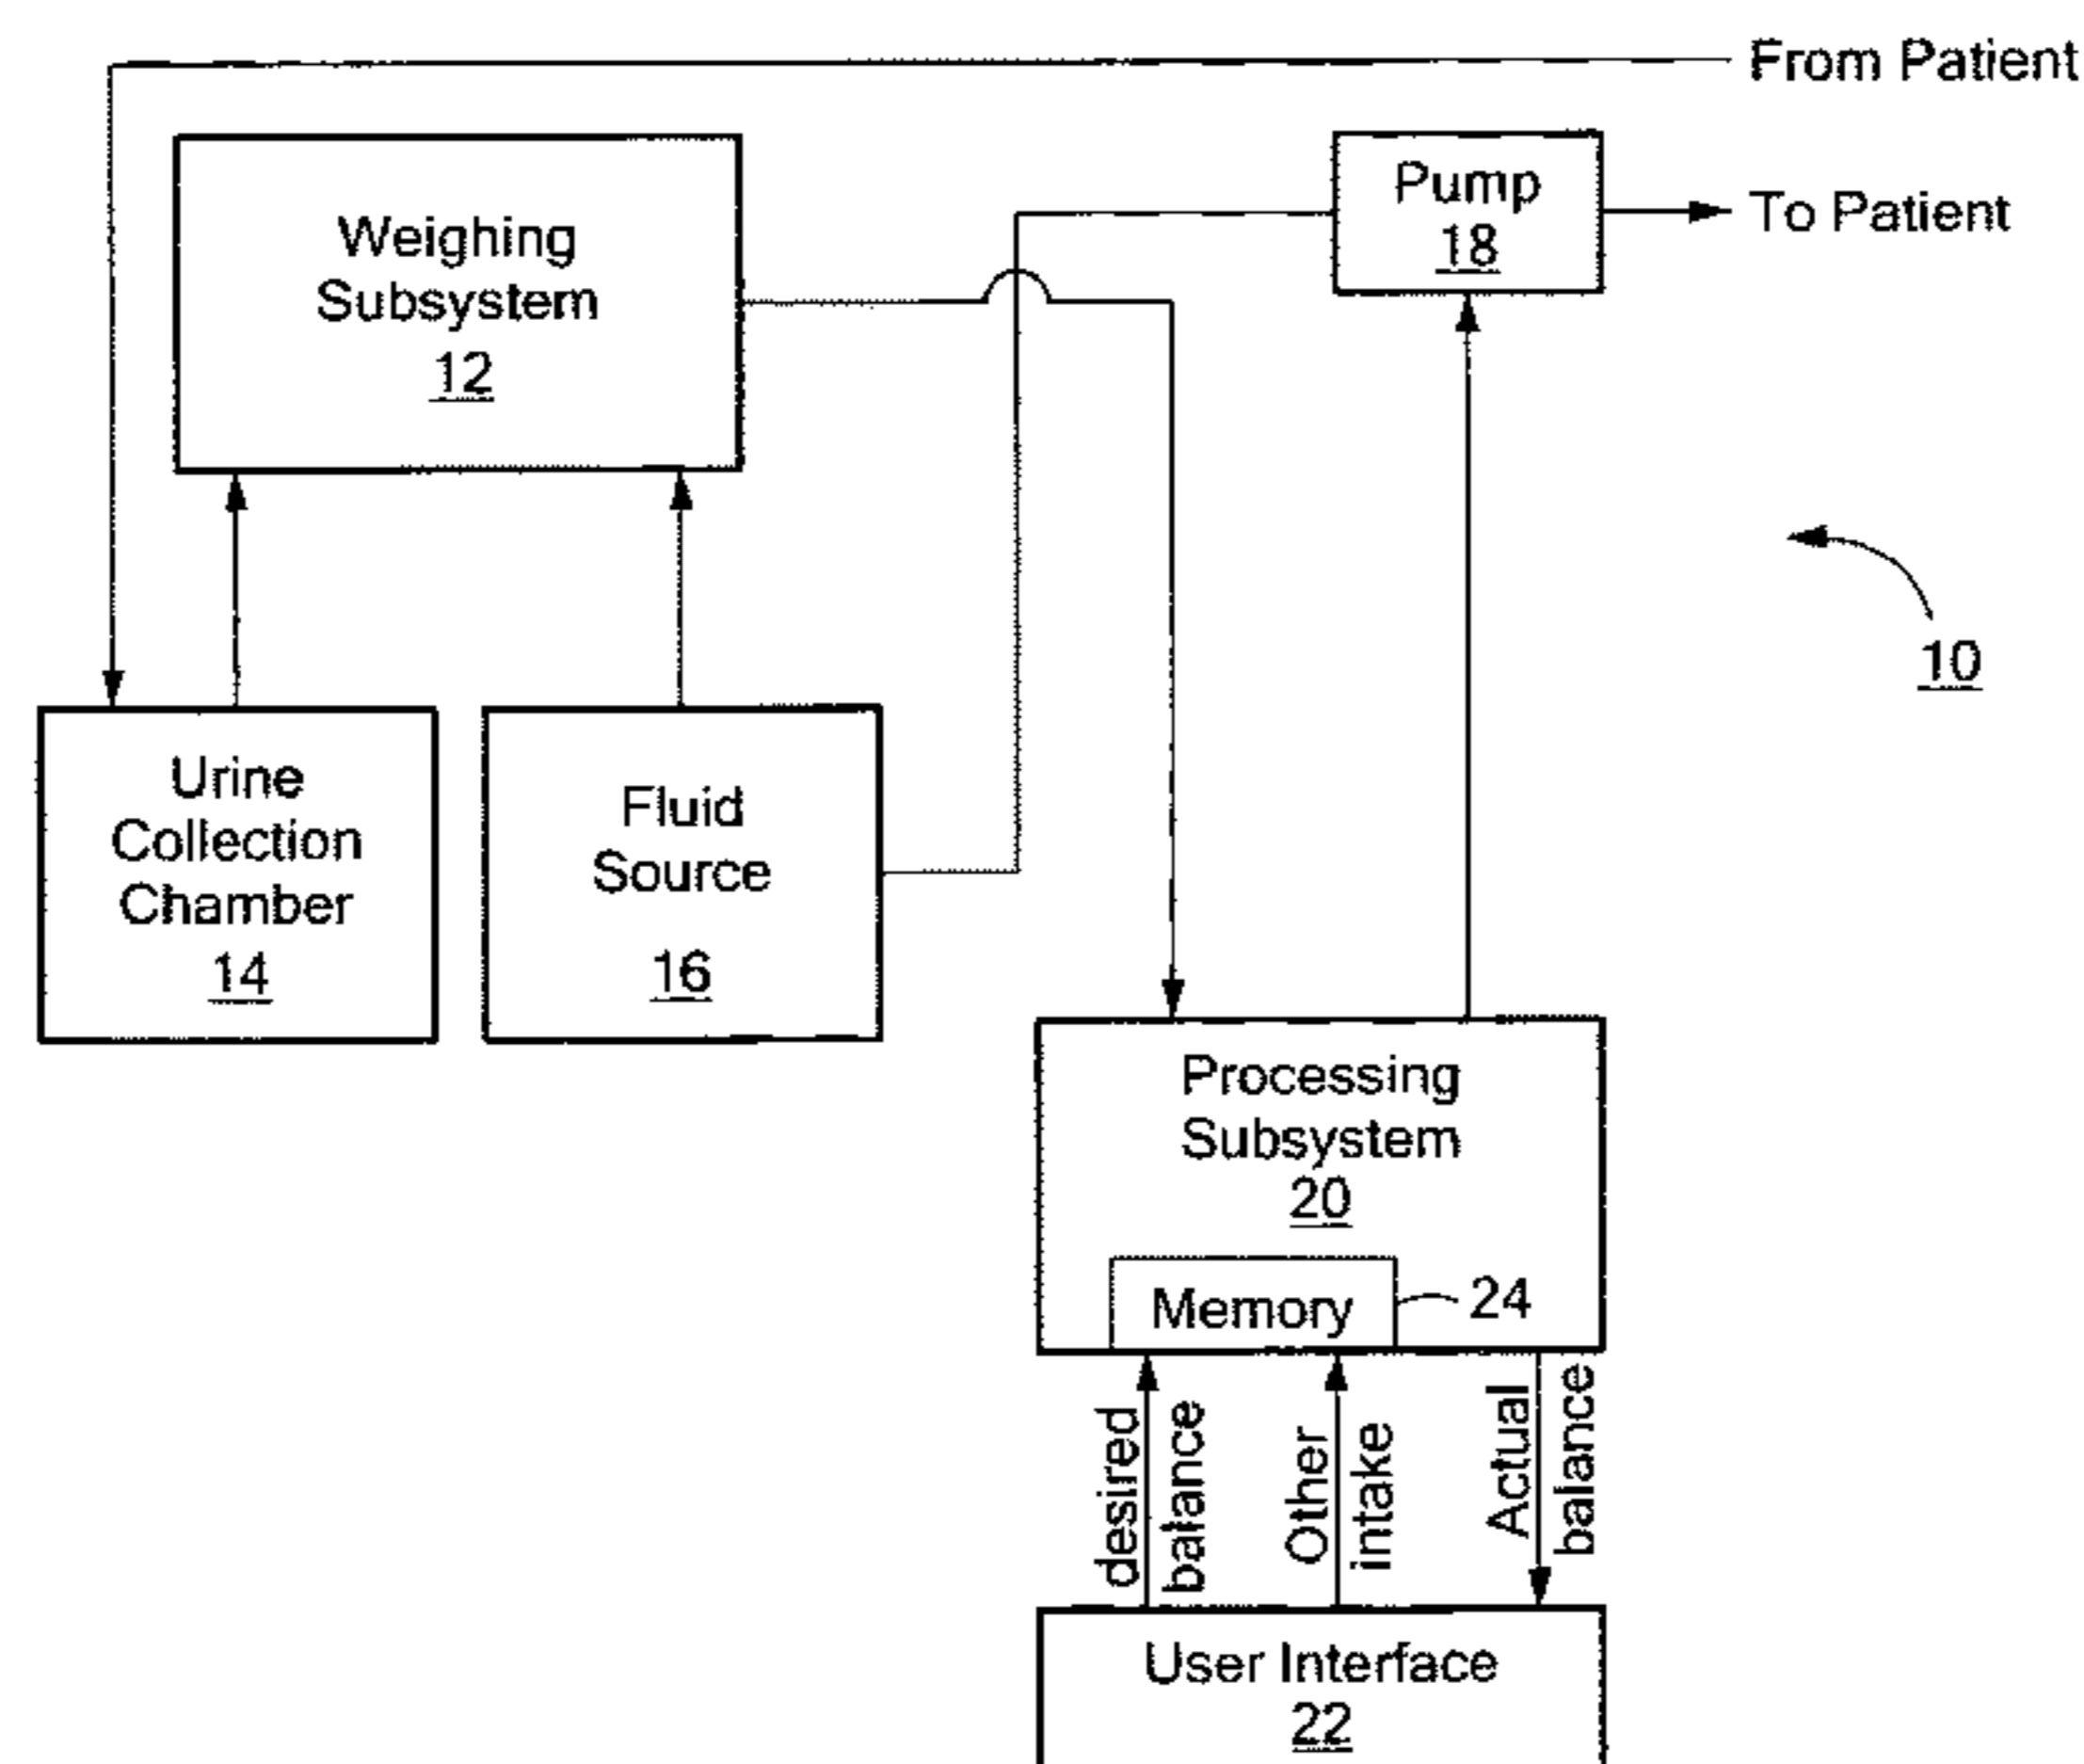 From Patient
Pump
18
To Patient
Weighing
Subsystem
12
10
Urine
Collection
Chamber
14
Fluid
Source
16
Processing
Subsystem
20
Memory
24
desired
balance
Other
intake
Actual
balance
User Interface
22